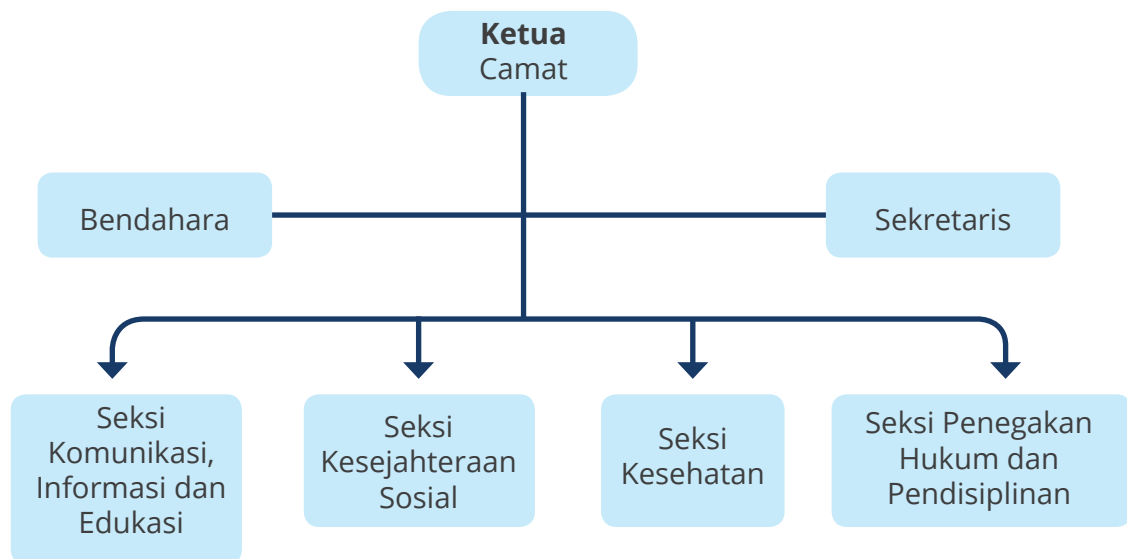 Ketua
Camat
Bendahara
Sekretaris
Seksi
Komunikasi,
Informasi dan
Edukasi
Seksi
Kesejahteraan
Sosial
Seksi
Kesehatan
Seksi Penegakan
Hukum dan
Pendisiplinan